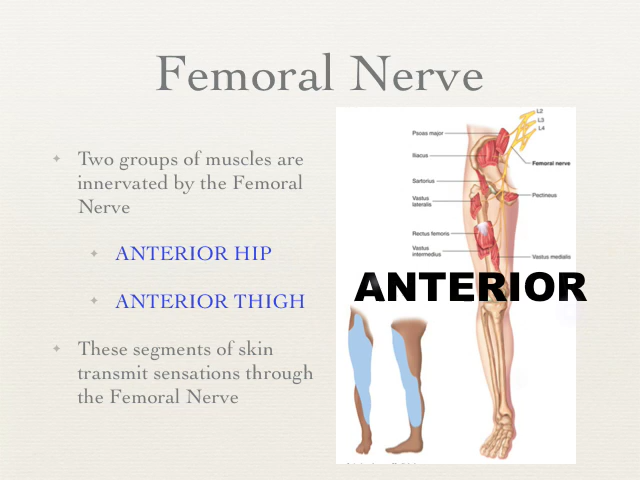 Femoral Nerve
Two groups of muscles are
innervated by the Femoral
Nerve
ANTERIOR HIP
ANTERIOR THIGH
These segments of skin
transmit sensations through
the Femoral Nerve
L2
L3
L4
Psoas major
Iliacus
Femoral nerve
Sartorius
Pectineus
Vastus
lateralis
Rectus femoris
Vastus
intermedius
Vastus medialis
ANTERIOR